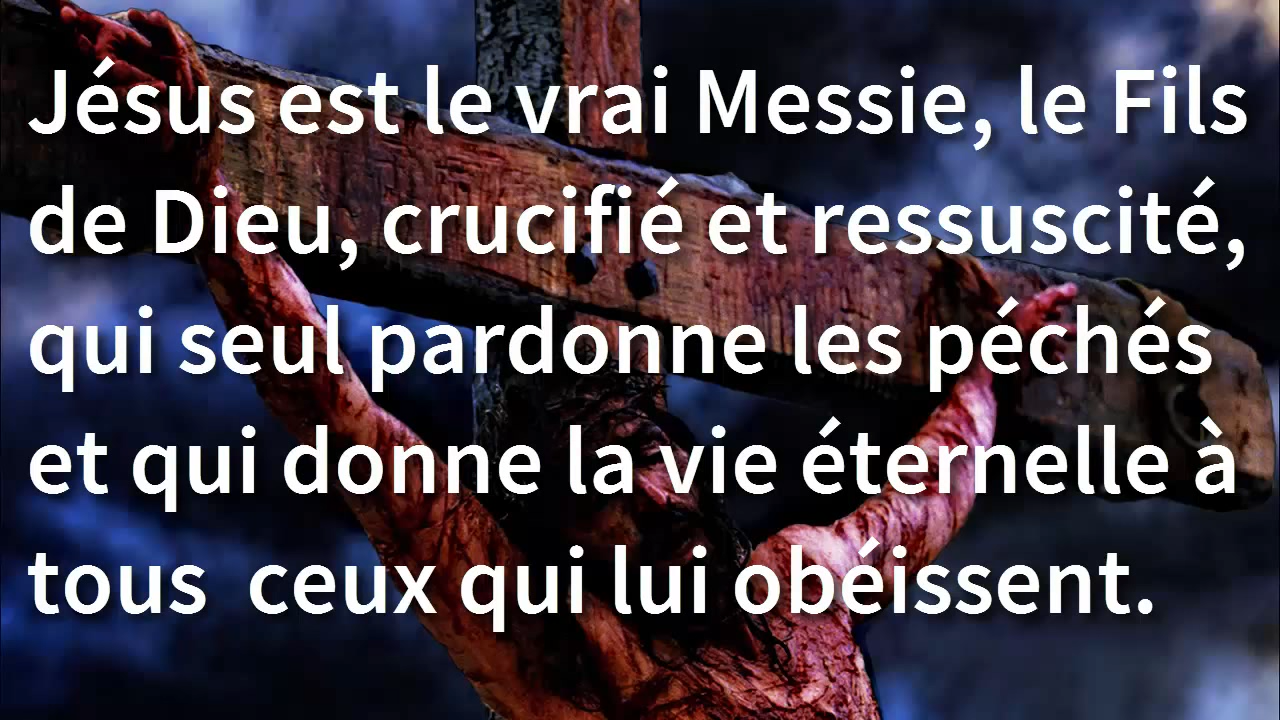 Jésus est le vrai Messie, le Fils
de Dieu, crucifié et ressuscité,
qui seul pardonne les péchés
et qui donne la vie éternelle à
tous  ceux qui lui obéissent.